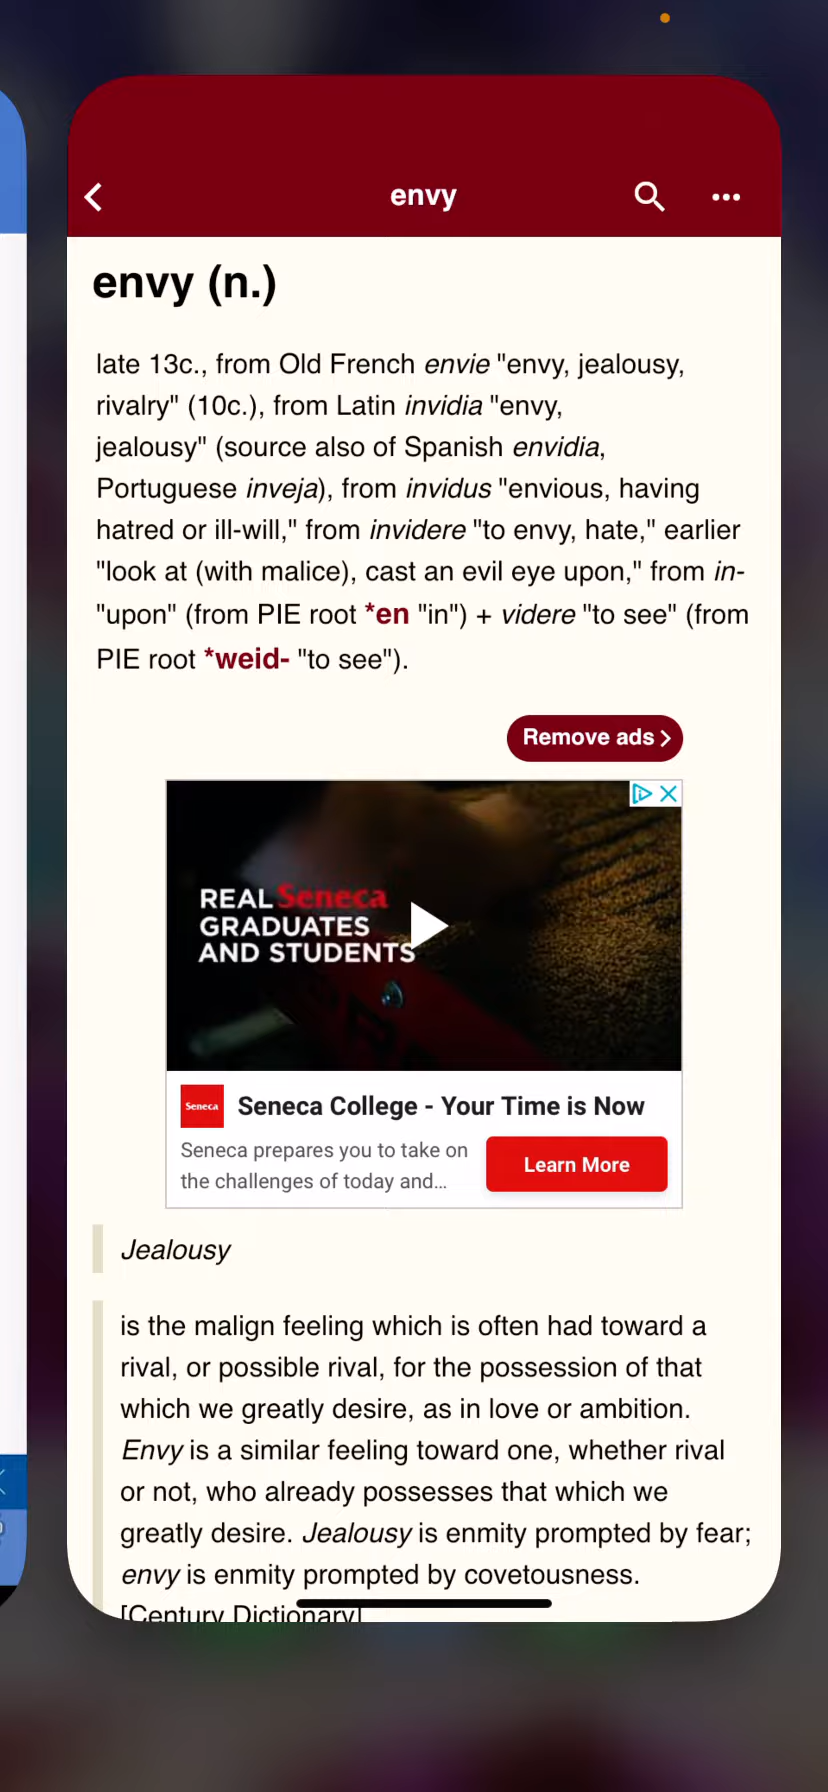 envy
envy (n.)
late 13c., from Old French envie "envy, jealousy,
rivalry" (10c.), from Latin invidia "envy,
jealousy" (source also of Spanish envidia,
Portuguese inveja), from invidus "envious, having
hatred or ill-will," from invidere "to envy, hate," earlier
"look at (with malice), cast an evil eye upon," from in-
"upon" (from PIE root *en "in") + videre "to see" (from
PIE root *weid- "to see").
Remove ads
REAL Seneca
GRADUATES
AND STUDENTS
Seneca
Seneca College - Your Time is Now
Seneca prepares you to take on
the challenges of today and...
Learn More
Jealousy
is the malign feeling which is often had toward a
rival, or possible rival, for the possession of that
which we greatly desire, as in love or ambition.
Envy is a similar feeling toward one, whether rival
or not, who already possesses that which we
greatly desire. Jealousy is enmity prompted by fear;
envy is enmity prompted by covetousness.
[Century Dictionary]